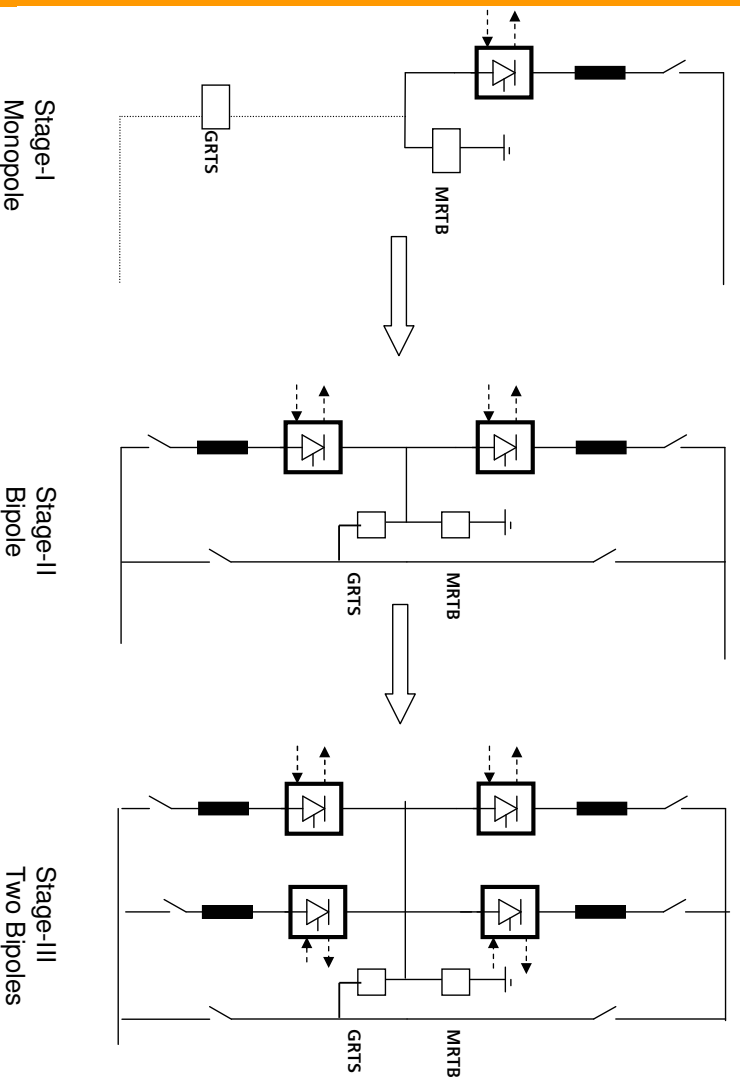 Stage-I
Monopole
GRTS
MRTB
Stage-II
Bipole
GRTS
MRTB
Stage-III
Two Bipoles
GRTS
MRTB